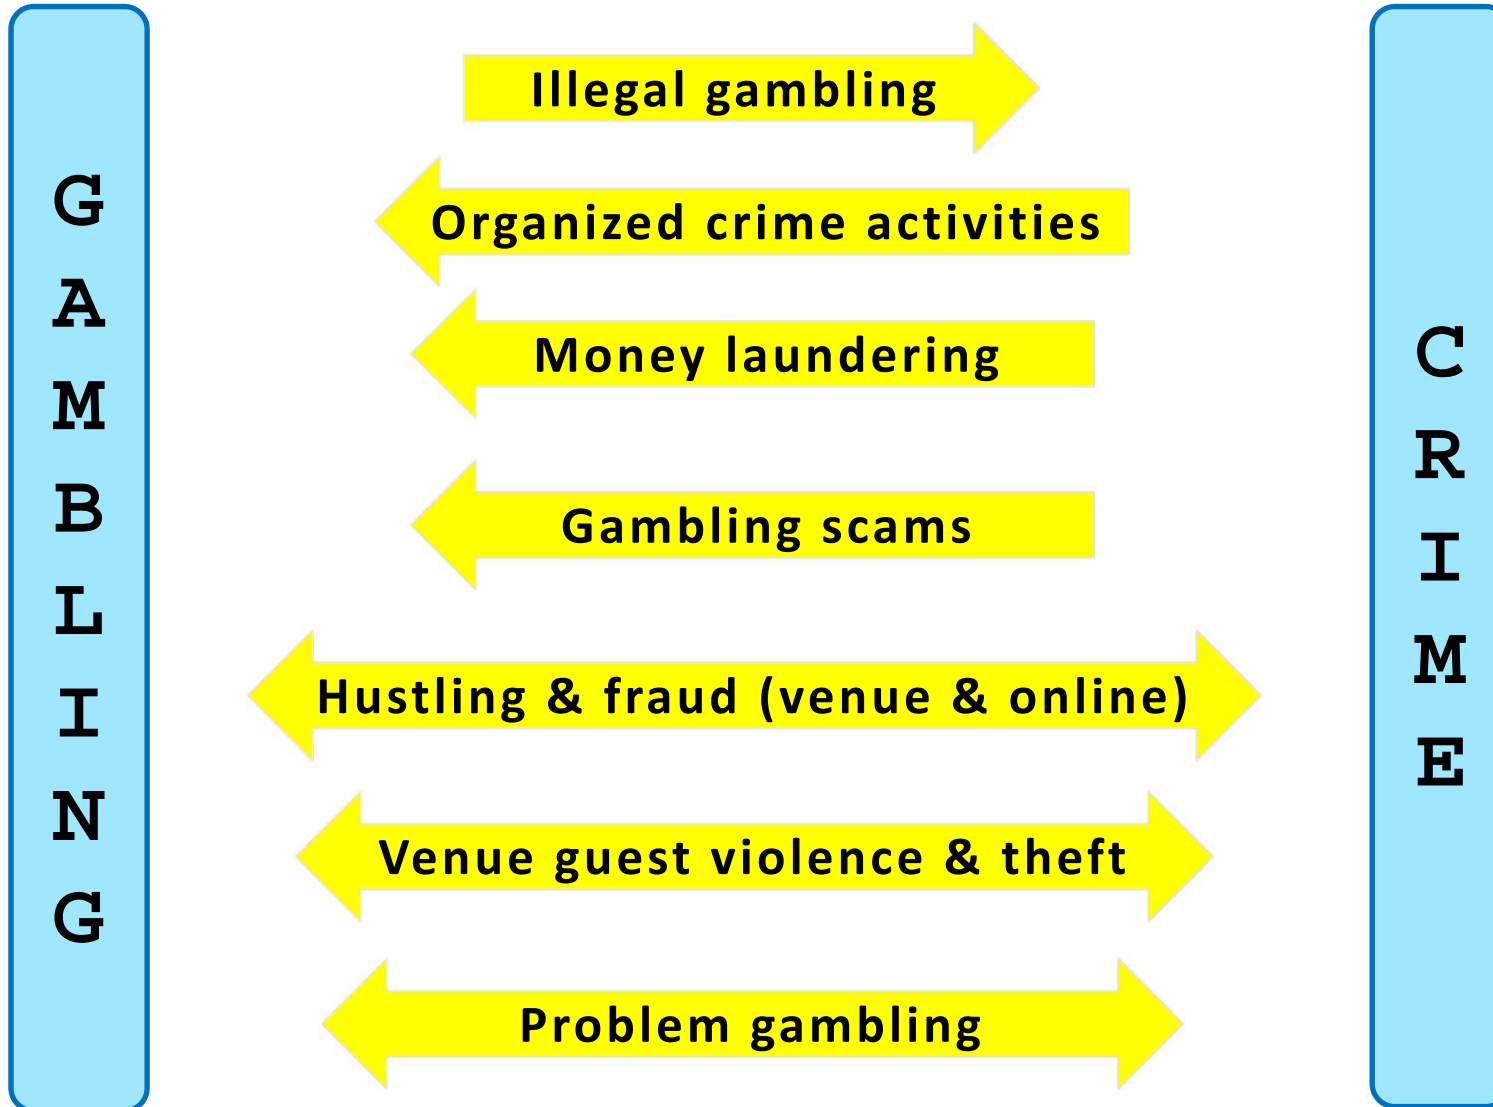 GAMBLING
Illegal gambling
Organized crime activities
Money laundering
Gambling scams
Hustling & fraud (venue & online)
Venue guest violence & theft
Problem gambling
CRIME